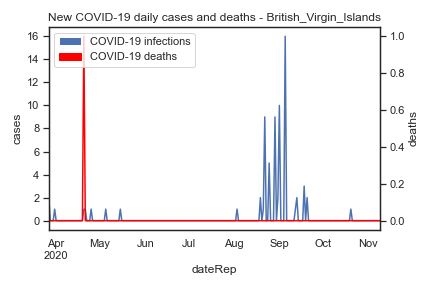 New COVID-19 daily cases and deaths - British_Virgin_Islands
COVID-19 infections
COVID-19 deaths
cases
16
14
12
10
8
6
4
2
0
1.0
0.8
0.6
0.4
0.2
0.0
deaths
Apr May Jun Jul Aug Sep Oct Nov
2020
dateRep